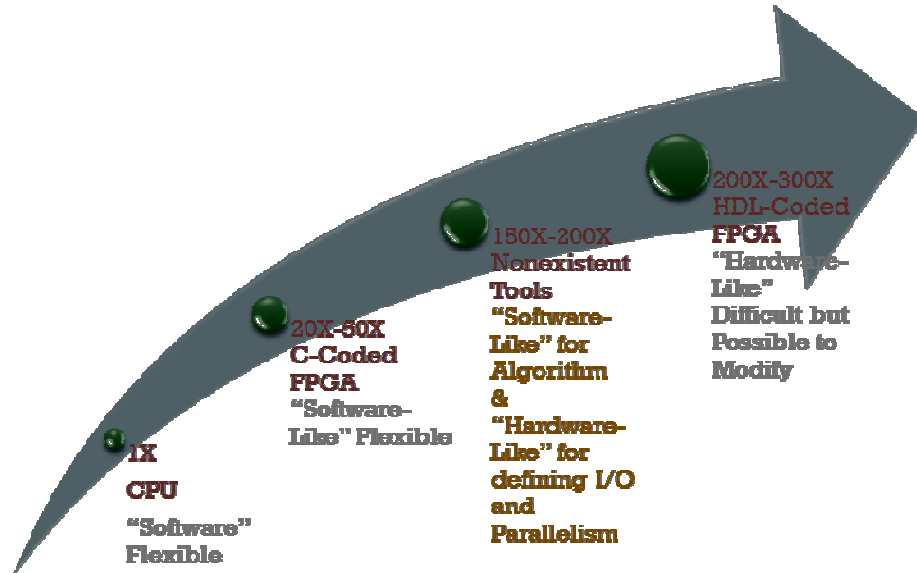 1X
CPU
“Software”
Flexible
20X-50X
C-Coded
FPGA
“Software-
Like” Flexible
150X-200X
Nonexistent
Tools
“Software-
Like” for
Algorithm
&
“Hardware-
Like” for
defining I/O
and
Parallelism
200X-300X
HDL-Coded
FPGA
“Hardware-
Like”
Difficult but
Possible to
Modify